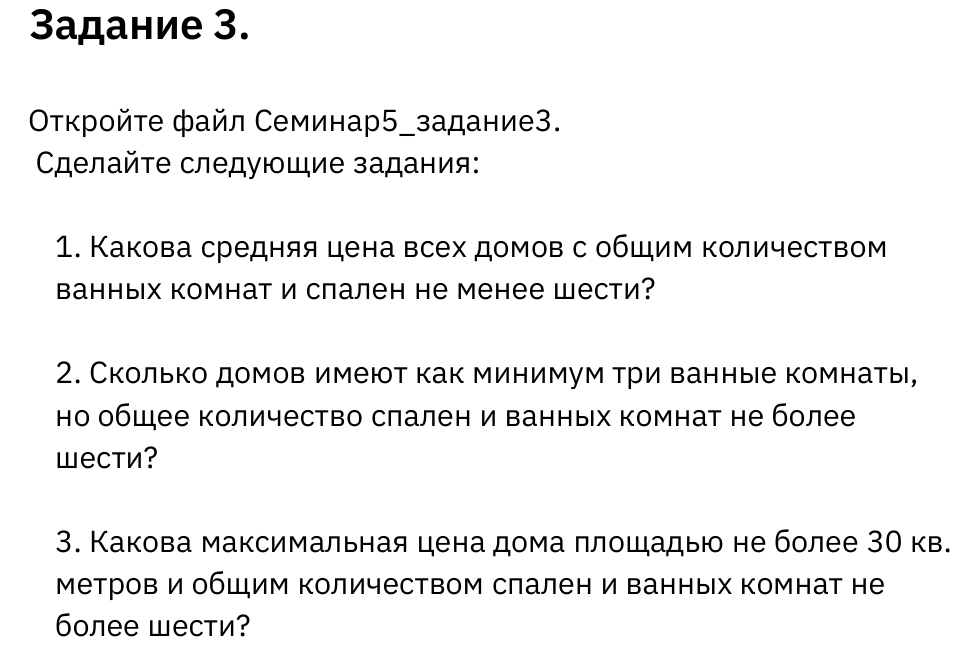 Задание 3.
Откройте файл Семинар5_задание3.
Сделайте следующие задания:
1. Какова средняя цена всех домов с общим количеством
ванных комнат и спален не менее шести?
2. Сколько домов имеют как минимум три ванные комнаты,
но общее количество спален и ванных комнат не более
шести?
3. Какова максимальная цена дома площадью не более 30 кв.
метров и общим количеством спален и ванных комнат не
более шести?